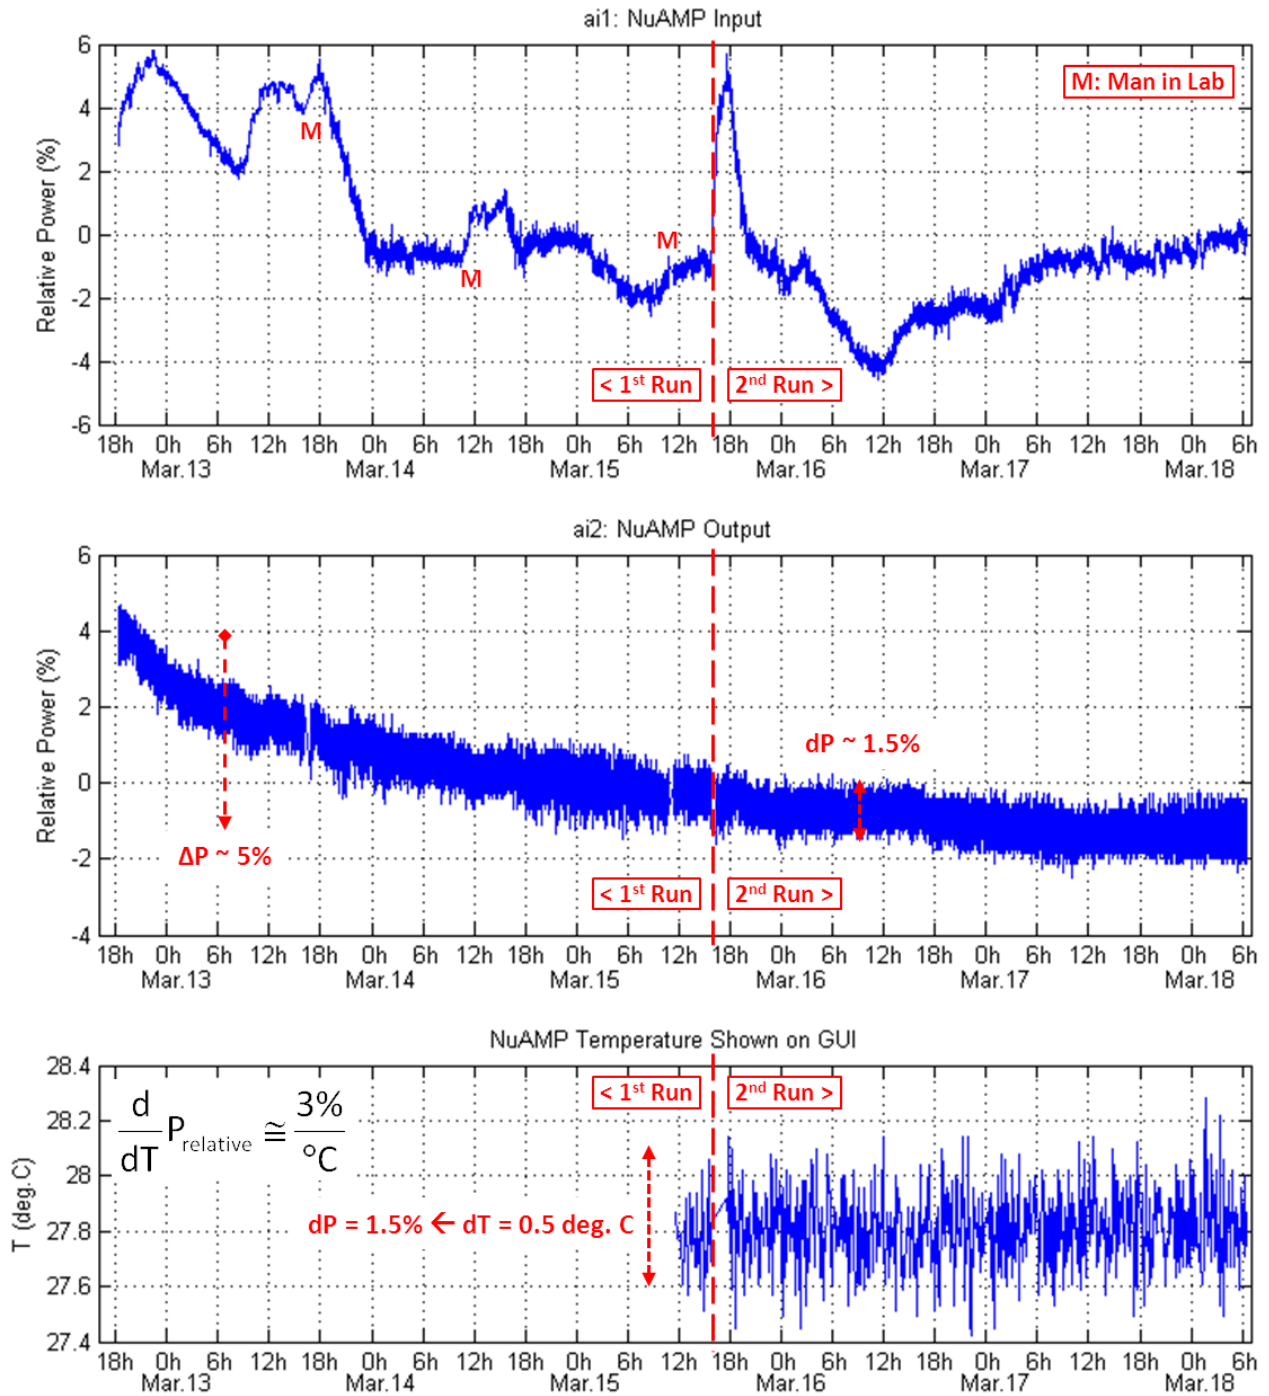 ai1: NuAMP Input
M: Man in Lab
Relative Power (%)
6
4
2
0
-2
-4
-6
M
M
M
< 1st Run
2nd Run >
18h 0h 6h 12h 18h 0h 6h 12h 18h 0h 6h 12h 18h 0h 6h 12h 18h 0h 6h 12h 18h 0h 6h
Mar.13 Mar.14 Mar.15 Mar.16 Mar.17 Mar.18
ai2: NuAMP Output
Relative Power (%)
6
4
2
0
-2
-4
dP ~ 1.5%
ΔP ~ 5%
< 1st Run
2nd Run >
18h 0h 6h 12h 18h 0h 6h 12h 18h 0h 6h 12h 18h 0h 6h 12h 18h 0h 6h 12h 18h 0h 6h
Mar.13 Mar.14 Mar.15 Mar.16 Mar.17 Mar.18
NuAMP Temperature Shown on GUI
T (deg.C)
28.4
28.2
28
27.8
27.6
27.4
< 1st Run
2nd Run >
d/dT Prelative ≅ 3%/°C
dP = 1.5% ← dT = 0.5 deg. C
18h 0h 6h 12h 18h 0h 6h 12h 18h 0h 6h 12h 18h 0h 6h 12h 18h 0h 6h 12h 18h 0h 6h
Mar.13 Mar.14 Mar.15 Mar.16 Mar.17 Mar.18